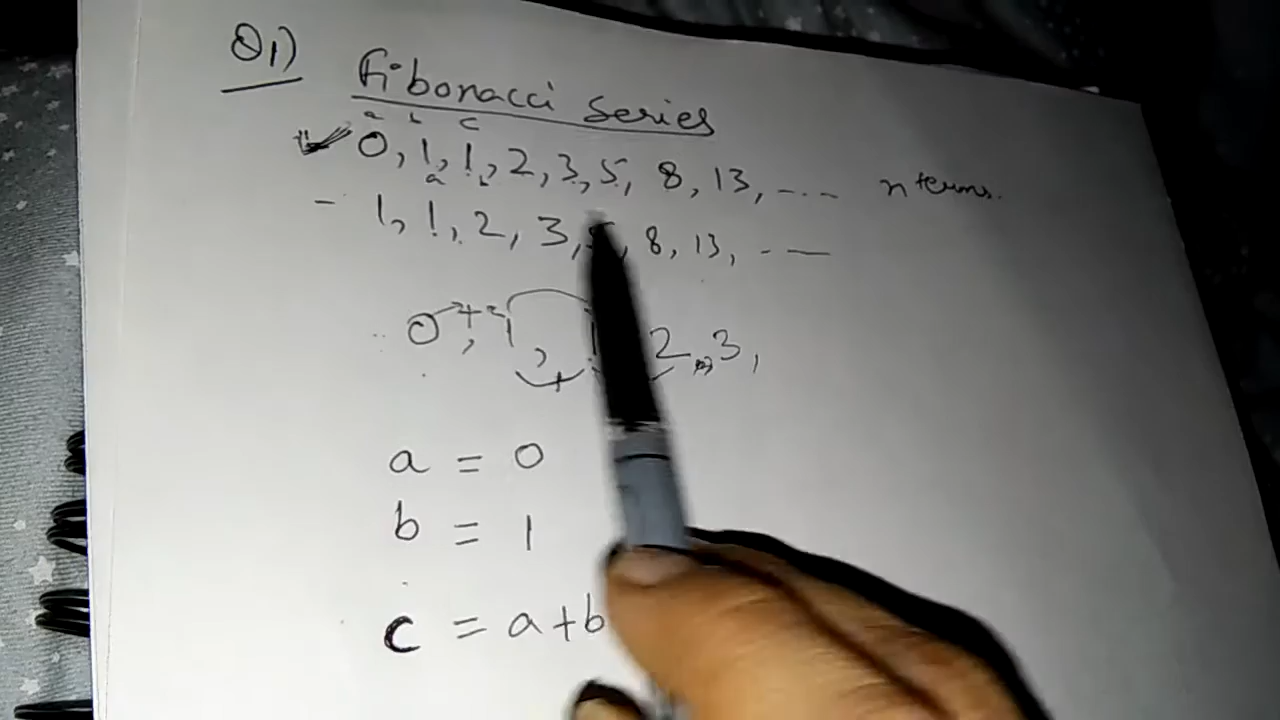 Q1) Fibonacci Series
a b c
0, 1, 1, 2, 3, 5, 8, 13, ---- n terms.
a b
- 1, 1, 2, 3, 5, 8, 13, - —
0, + 1, 2, 3,
+
a = 0
b = 1
c = a+b